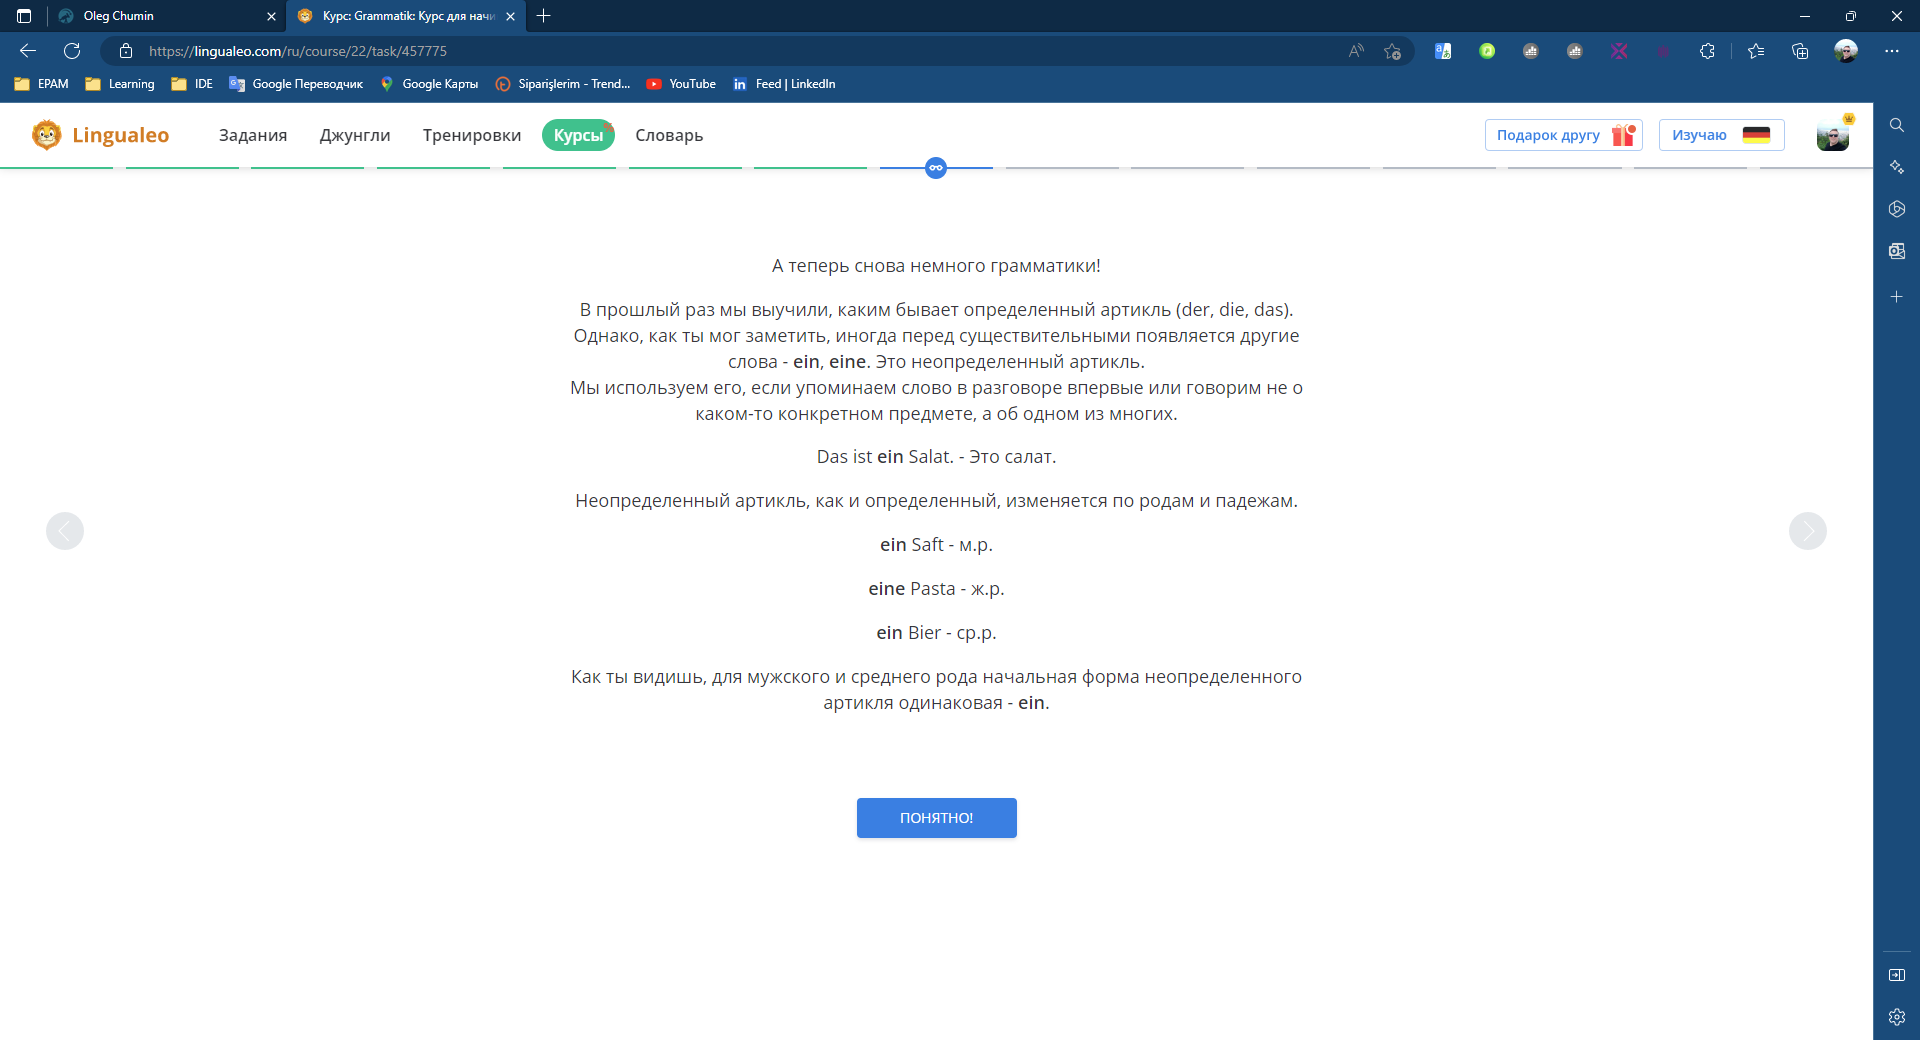 Oleg Chumin
Курс: Grammatik: Курс для начи
https://lingualeo.com/ru/course/22/task/457775
EPAM
Learning
IDE
Google Переводчик
Google Карты
Siparişlerim - Trend...
YouTube
Feed | LinkedIn
Lingualeo
Задания
Джунгли
Тренировки
Курсы
Словарь
Подарок другу
Изучаю
А теперь снова немного грамматики!
В прошлый раз мы выучили, каким бывает определенный артикль (der, die, das).
Однако, как ты мог заметить, иногда перед существительными появляется другие
слова - ein, eine. Это неопределенный артикль.
Мы используем его, если упоминаем слово в разговоре впервые или говорим не о
каком-то конкретном предмете, а об одном из многих.
Das ist ein Salat. - Это салат.
Неопределенный артикль, как и определенный, изменяется по родам и падежам.
ein Saft - м.р.
eine Pasta - ж.р.
ein Bier - ср.р.
Как ты видишь, для мужского и среднего рода начальная форма неопределенного
артикля одинаковая - ein.
ПОНЯТНО!